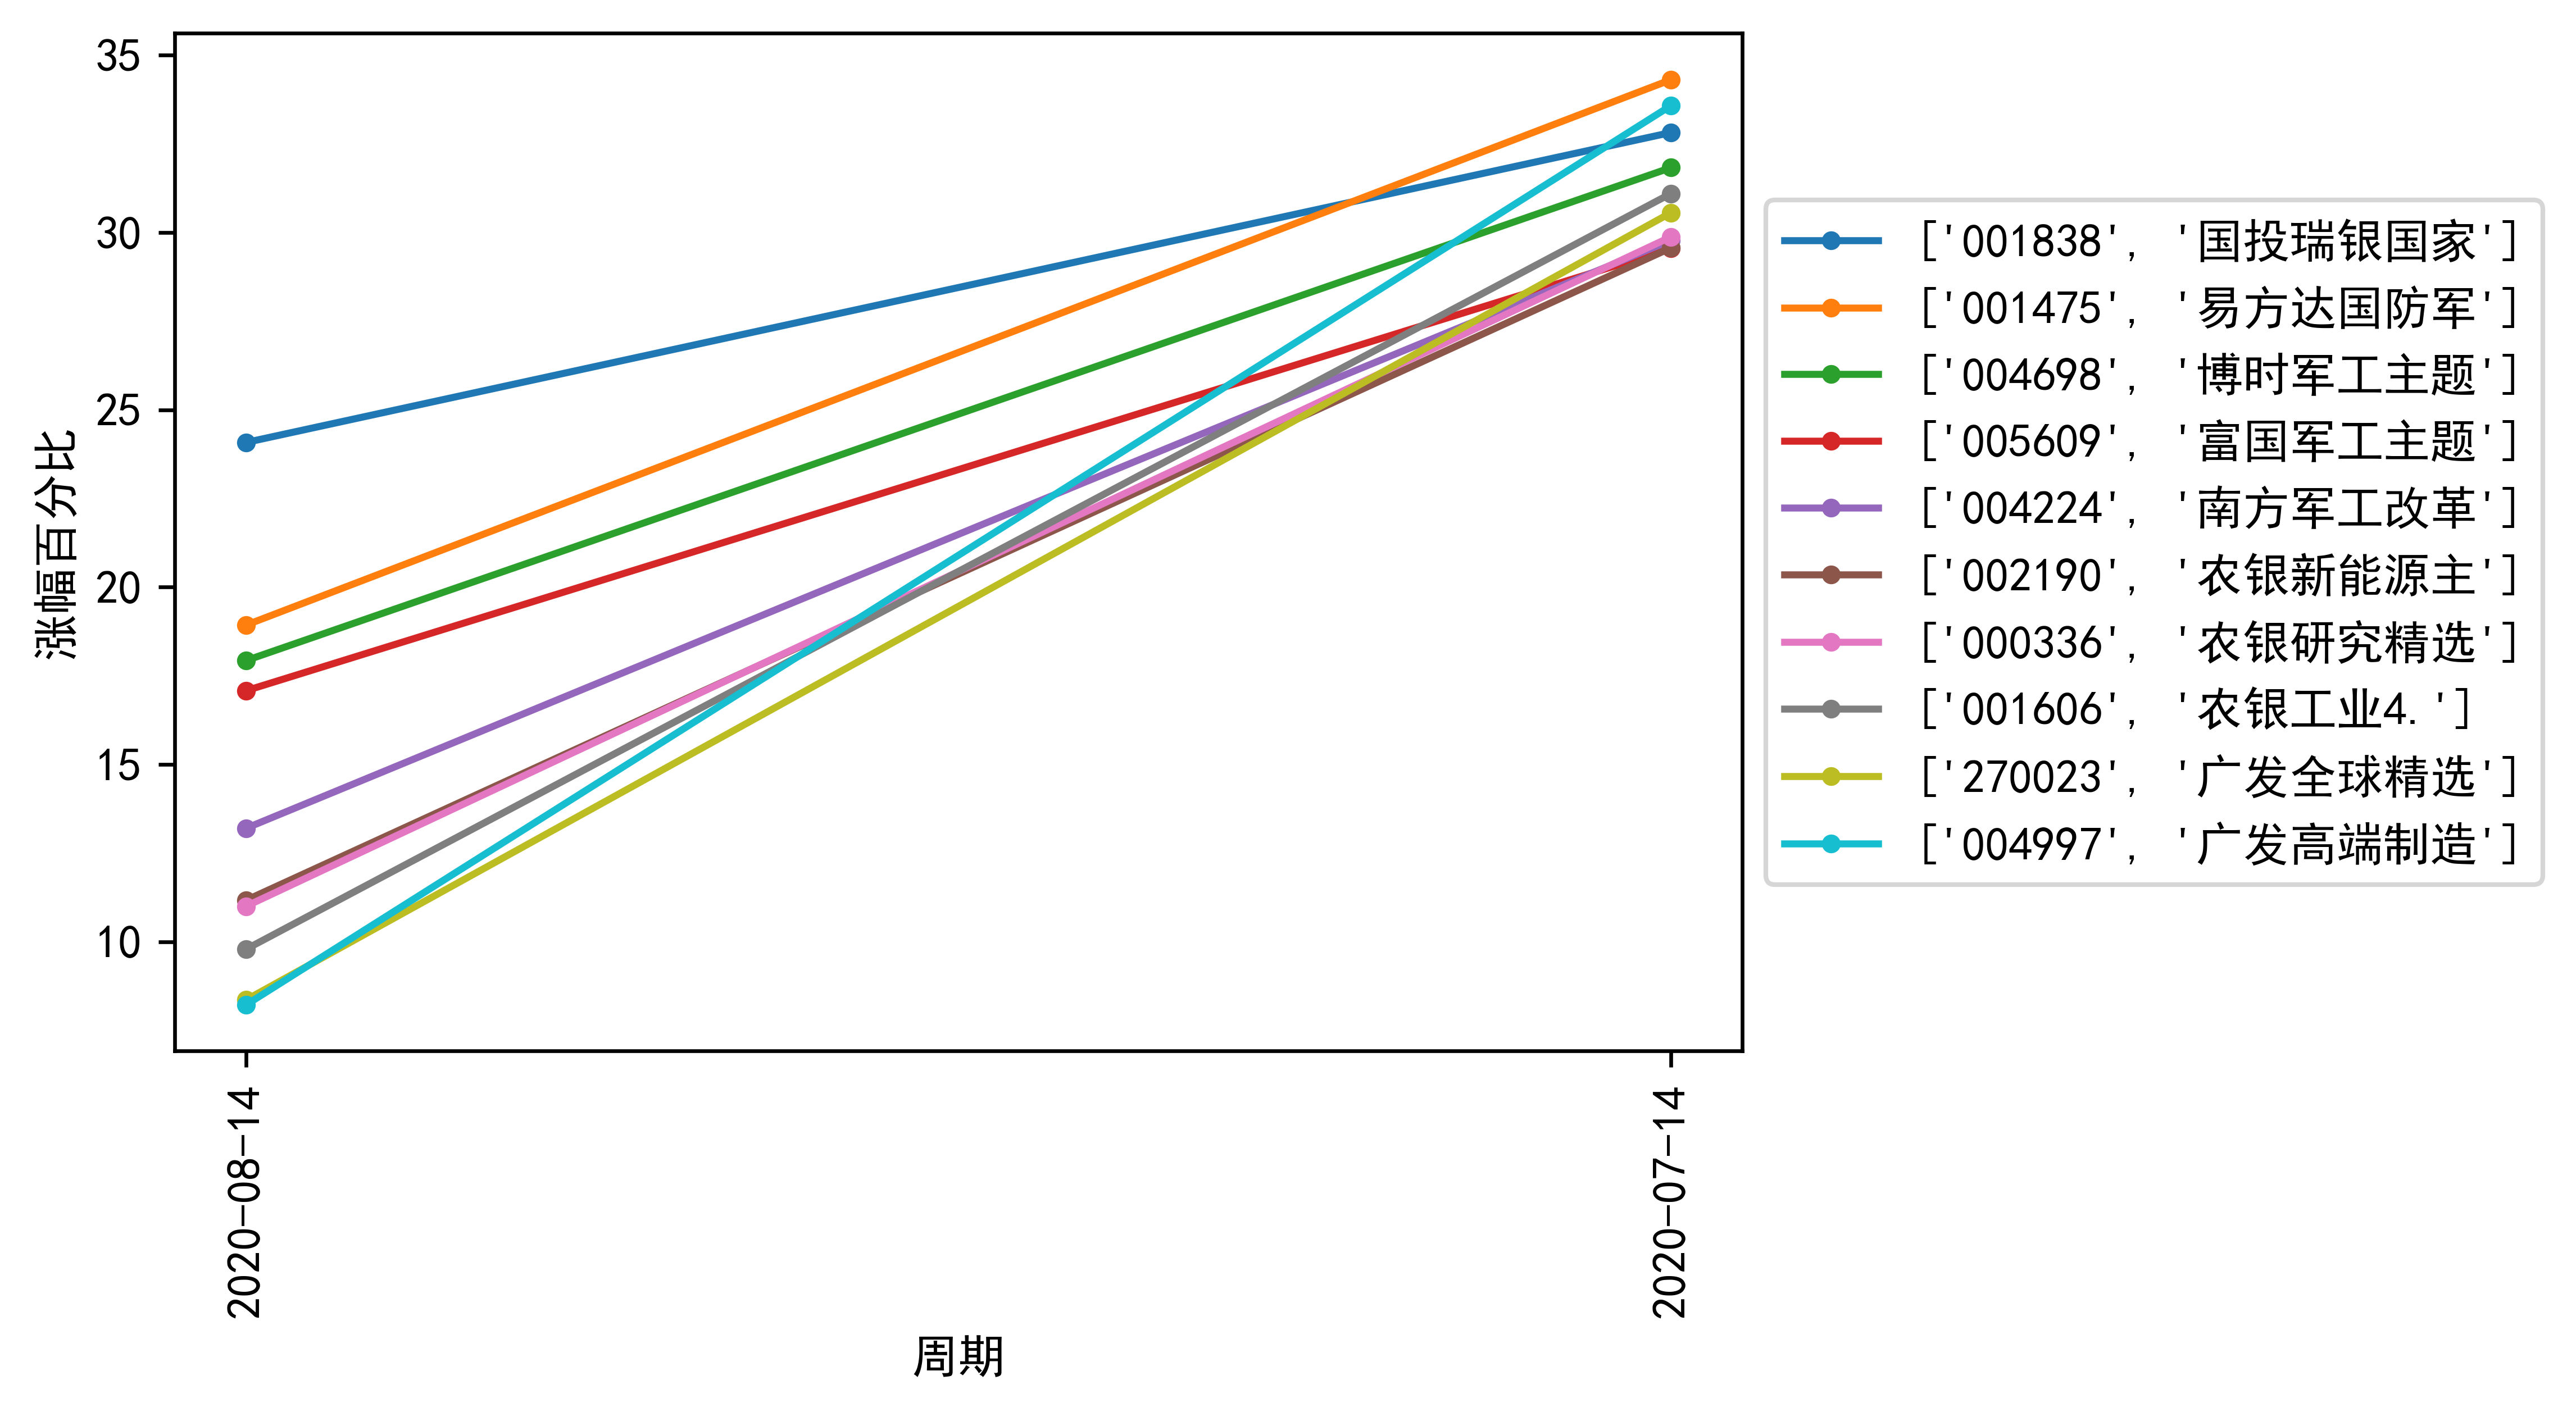 35
30
25
20
15
10
涨幅百分比
2020-08-14
2020-07-14
周期
['001838', '国投瑞银国家']
['001475', '易方达国防军']
['004698', '博时军工主题']
['005609', '富国军工主题']
['004224', '南方军工改革']
['002190', '农银新能源主']
['000336', '农银研究精选']
['001606', '农银工业4.']
['270023', '广发全球精选']
['004997', '广发高端制造']